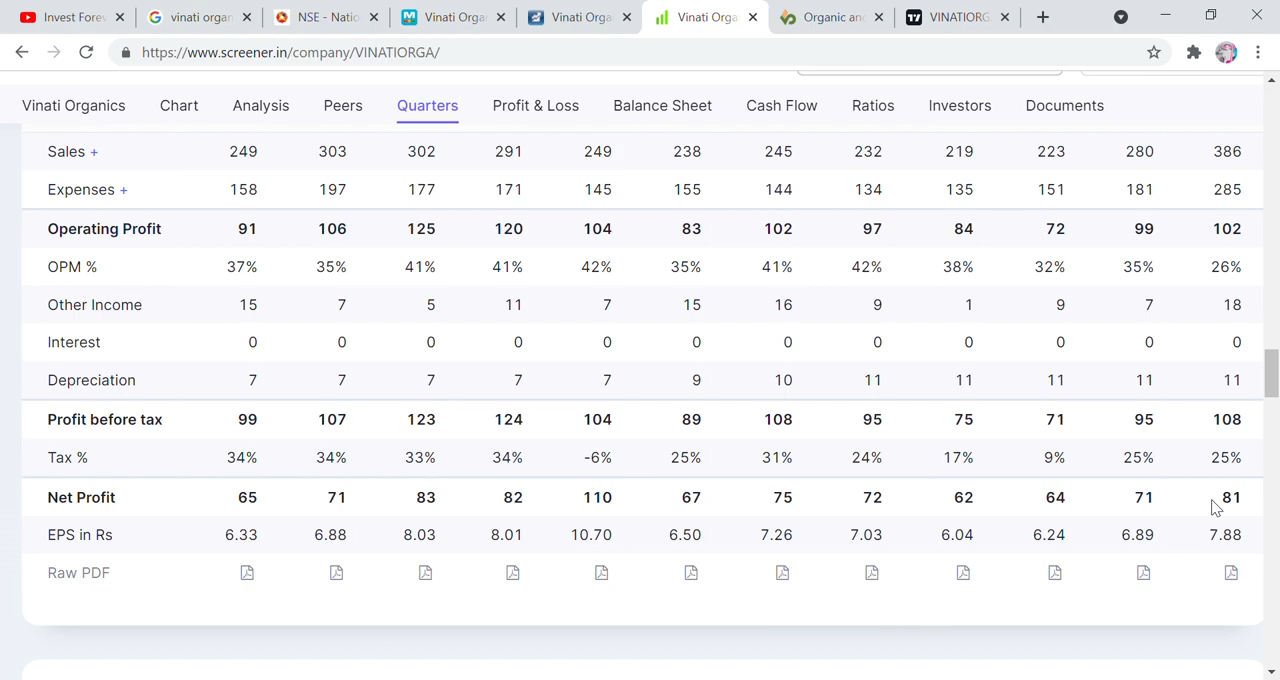 Invest Forev
vinati organ
NSE - Natio
Vinati Orga
Vinati Orga
Vinati Orga
Organic an
VINATIORG
https://www.screener.in/company/VINATIORGA/
Vinati Organics Chart Analysis Peers Quarters Profit & Loss Balance Sheet Cash Flow Ratios Investors Documents
Sales + 249 303 302 291 249 238 245 232 219 223 280 386
Expenses + 158 197 177 171 145 155 144 134 135 151 181 285
Operating Profit 91 106 125 120 104 83 102 97 84 72 99 102
OPM % 37% 35% 41% 41% 42% 35% 41% 42% 38% 32% 35% 26%
Other Income 15 7 5 11 7 15 16 9 1 9 7 18
Interest 0 0 0 0 0 0 0 0 0 0 0 0
Depreciation 7 7 7 7 7 9 10 11 11 11 11 11
Profit before tax 99 107 123 124 104 89 108 95 75 71 95 108
Tax % 34% 34% 33% 34% -6% 25% 31% 24% 17% 9% 25% 25%
Net Profit 65 71 83 82 110 67 75 72 62 64 71 81
EPS in Rs 6.33 6.88 8.03 8.01 10.70 6.50 7.26 7.03 6.04 6.24 6.89 7.88
Raw PDF